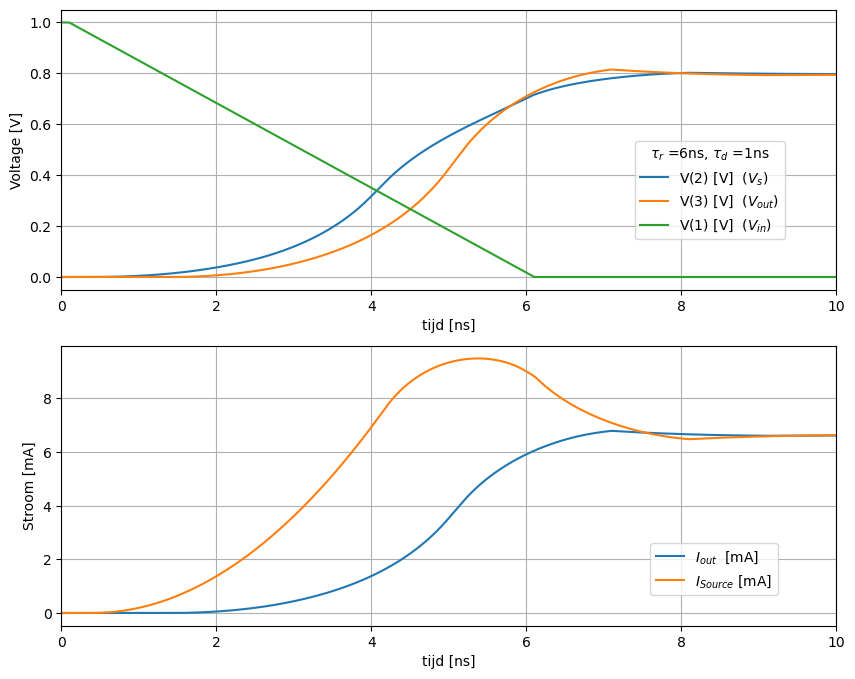 1.0
0.8
0.6
0.4
0.2
0.0
Voltage [V]
τr =6ns, τd =1ns
V(2) [V]  (Vs)
V(3) [V]  (Vout)
V(1) [V]  (Vin)
0 2 4 6 8 10
tijd [ns]
8
6
4
2
0
Stroom [mA]
Iout  [mA]
ISource [mA]
0 2 4 6 8 10
tijd [ns]